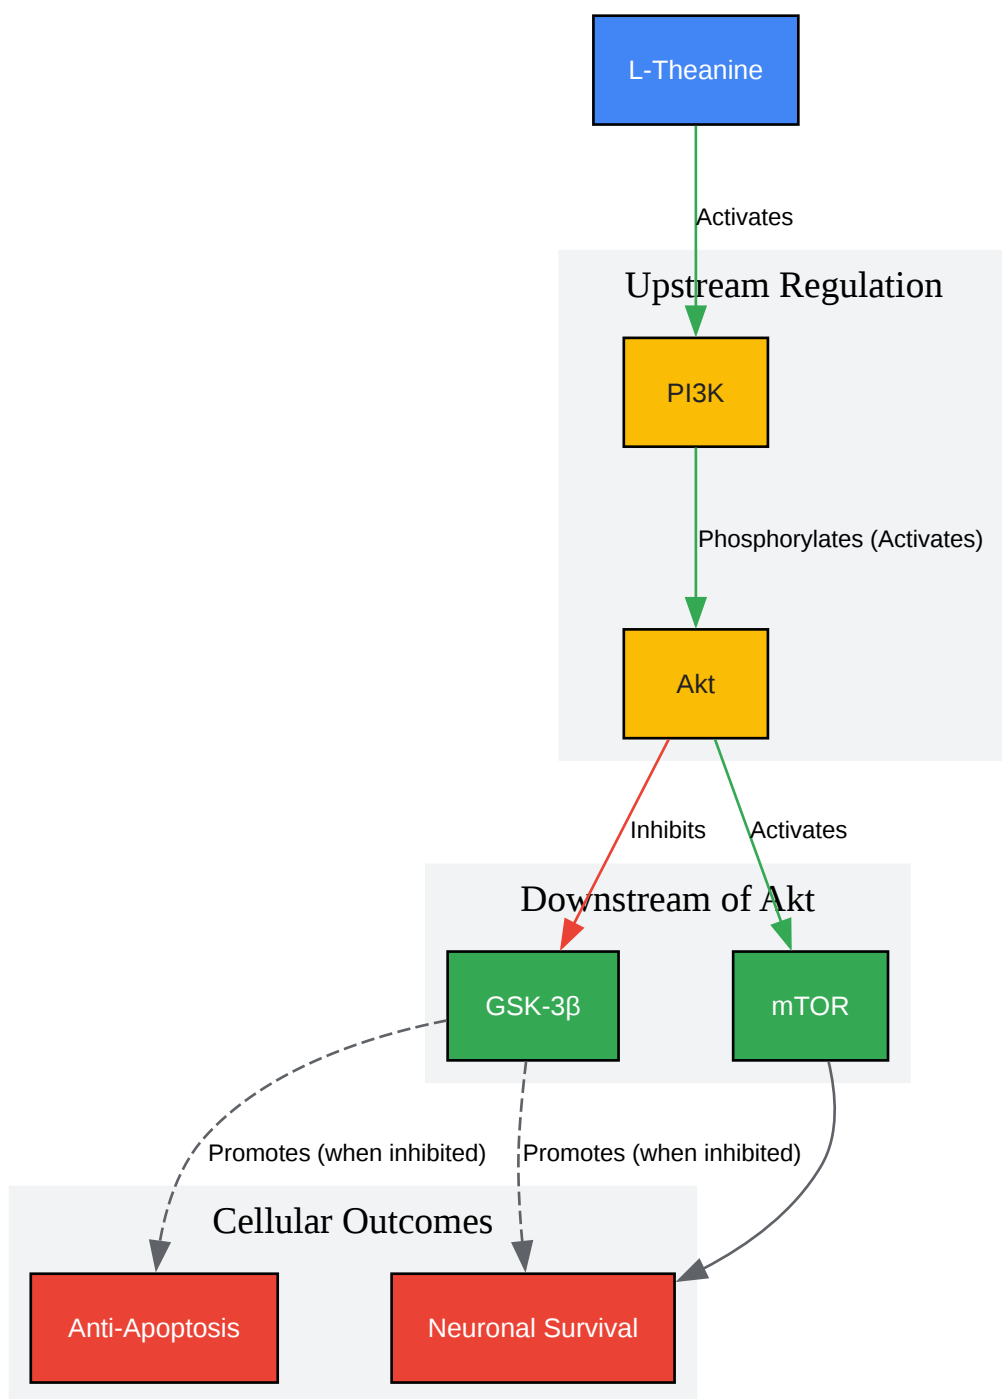 L-Theanine
Activates
Upstream Regulation
PI3K
Phosphorylates (Activates)
Akt
Inhibits
Activates
Downstream of Akt
GSK-3β
mTOR
Promotes (when inhibited)
Promotes (when inhibited)
Cellular Outcomes
Anti-Apoptosis
Neuronal Survival